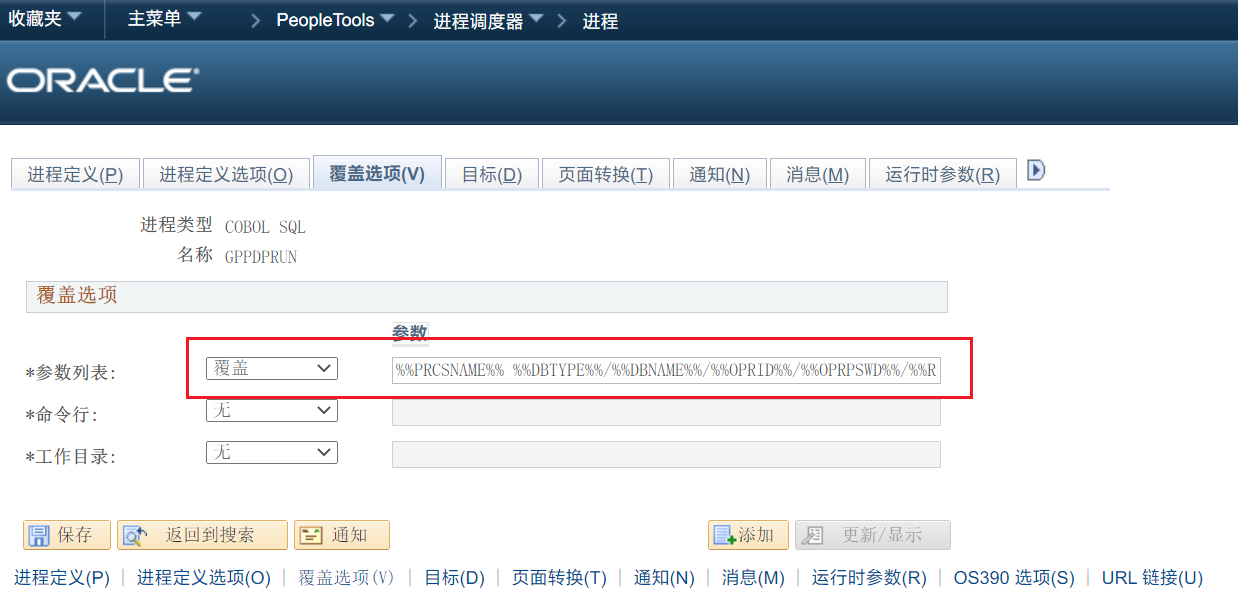 收藏夹 主菜单 > PeopleTools > 进程调度器 > 进程
ORACLE®
进程定义(P) 进程定义选项(O) 覆盖选项(V) 目标(D) 页面转换(T) 通知(N) 消息(M) 运行时参数(R)
进程类型 COBOL SQL
名称 GPPDPRUN
覆盖选项
参数
*参数列表: 覆盖 %%PRCSNAME%% %%DBTYPE%%/%%DBNAME%%/%%OPRID%%/%%OPRPSWD%%/%%R
*命令行: 无
*工作目录: 无
保存 返回到搜索 通知 添加 更新/显示
进程定义(P) | 进程定义选项(O) | 覆盖选项(V) | 目标(D) | 页面转换(T) | 通知(N) | 消息(M) | 运行时参数(R) | OS390 选项(S) | URL 链接(U)